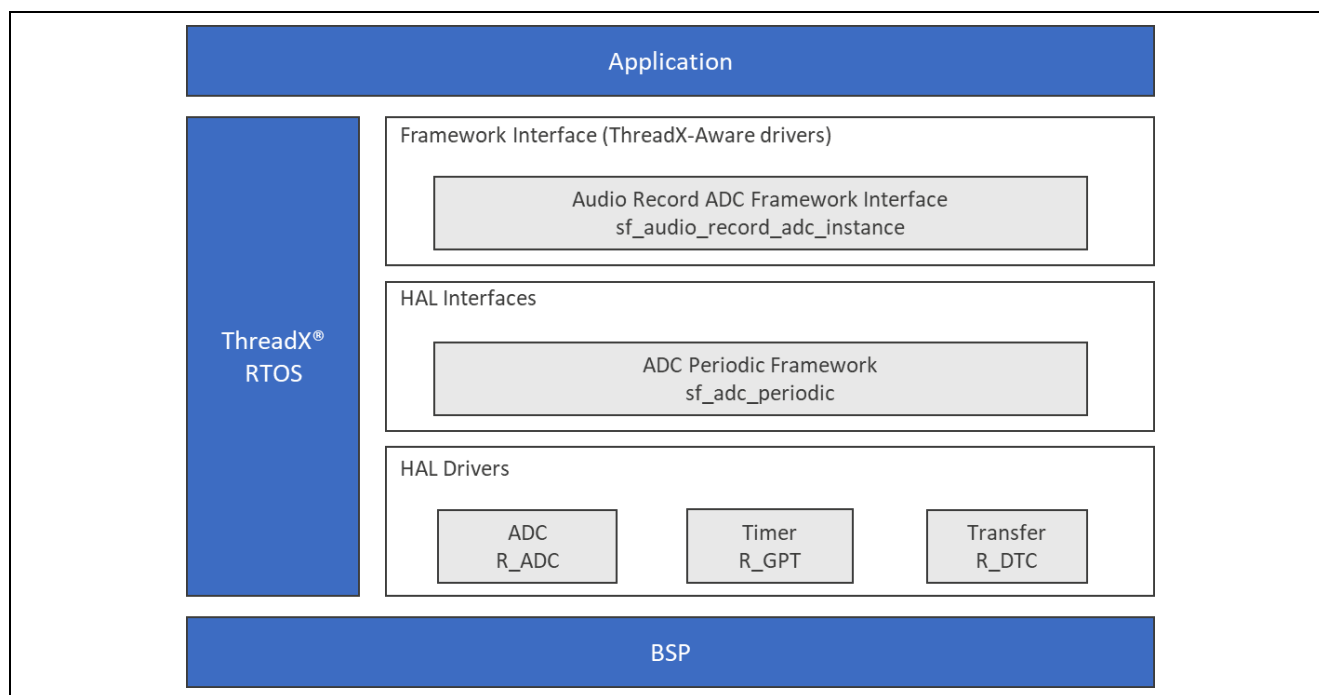 Application
ThreadX®
RTOS
Framework Interface (ThreadX-Aware drivers)
Audio Record ADC Framework Interface
sf_audio_record_adc_instance
HAL Interfaces
ADC Periodic Framework
sf_adc_periodic
HAL Drivers
ADC
R_ADC
Timer
R_GPT
Transfer
R_DTC
BSP